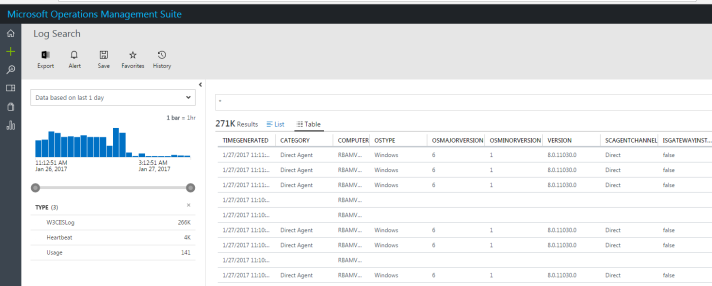 Microsoft Operations Management Suite
Log Search
Export Alert Save Favorites History
Data based on last 1 day
1 bar = 1hr
11:12:51 AM 3:12:51 AM
Jan 26, 2017 Jan 27, 2017
TYPE (3)
W3CIISLog 266K
Heartbeat 4K
Usage 141
*
271K Results List Table
TIMEGENERATED CATEGORY COMPUTER OSTYPE OSMAJORVERSION OSMINORVERSION VERSION SCAGENTCHANNEL ISGATEWAYINST...
1/27/2017 11:11:... Direct Agent RBAMV... Windows 6 1 8.0.11030.0 Direct false
1/27/2017 11:11:... Direct Agent RBAMV... Windows 6 1 8.0.11030.0 Direct false
1/27/2017 11:11:... Direct Agent RBAMV... Windows 6 1 8.0.11030.0 Direct false
1/27/2017 11:10:... RBAMV...
1/27/2017 11:10:... RBAMV...
1/27/2017 11:10:... Direct Agent RBAMV... Windows 6 1 8.0.11030.0 Direct false
1/27/2017 11:10:... Direct Agent RBAMV... Windows 6 1 8.0.11030.0 Direct false
1/27/2017 11:10:... RBAMV...
1/27/2017 11:10:... Direct Agent RBAMV... Windows 6 1 8.0.11030.0 Direct false